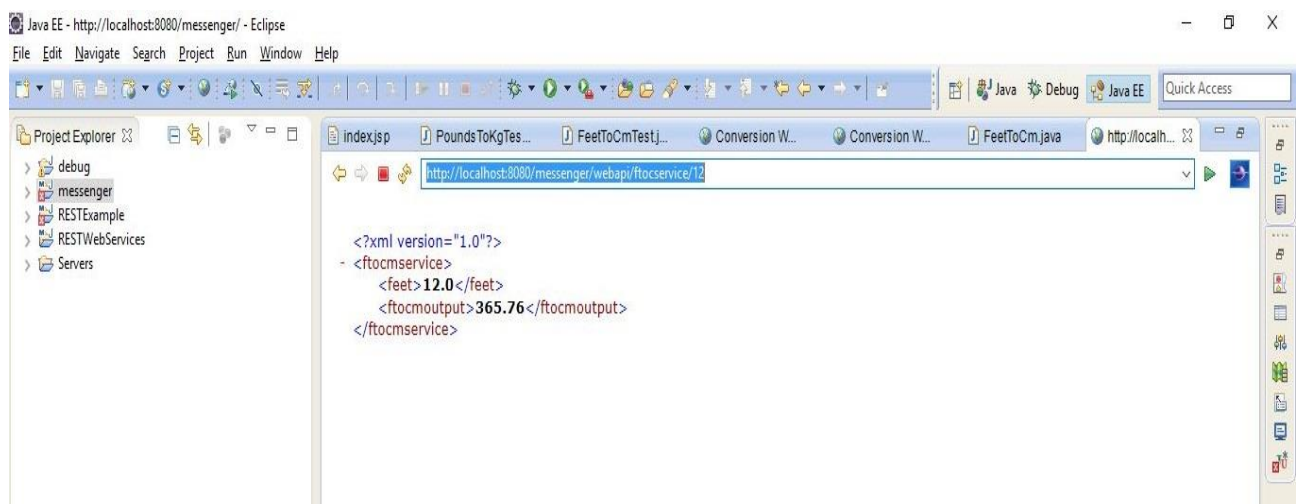 Java EE - http://localhost:8080/messenger/ - Eclipse
File Edit Navigate Search Project Run Window Help
Java Debug Java EE Quick Access
Project Explorer
index.jsp PoundsToKgTes... FeetToCmTest.j... Conversion W... Conversion W... FeetToCm.java http://localh...
debug
messenger
RESTExample
RESTWebServices
Servers
http://localhost:8080/messenger/webapi/ftocservice/12
<?xml version="1.0"?>
- <ftocmservice>
<feet>12.0</feet>
<ftocmoutput>365.76</ftocmoutput>
</ftocmservice>